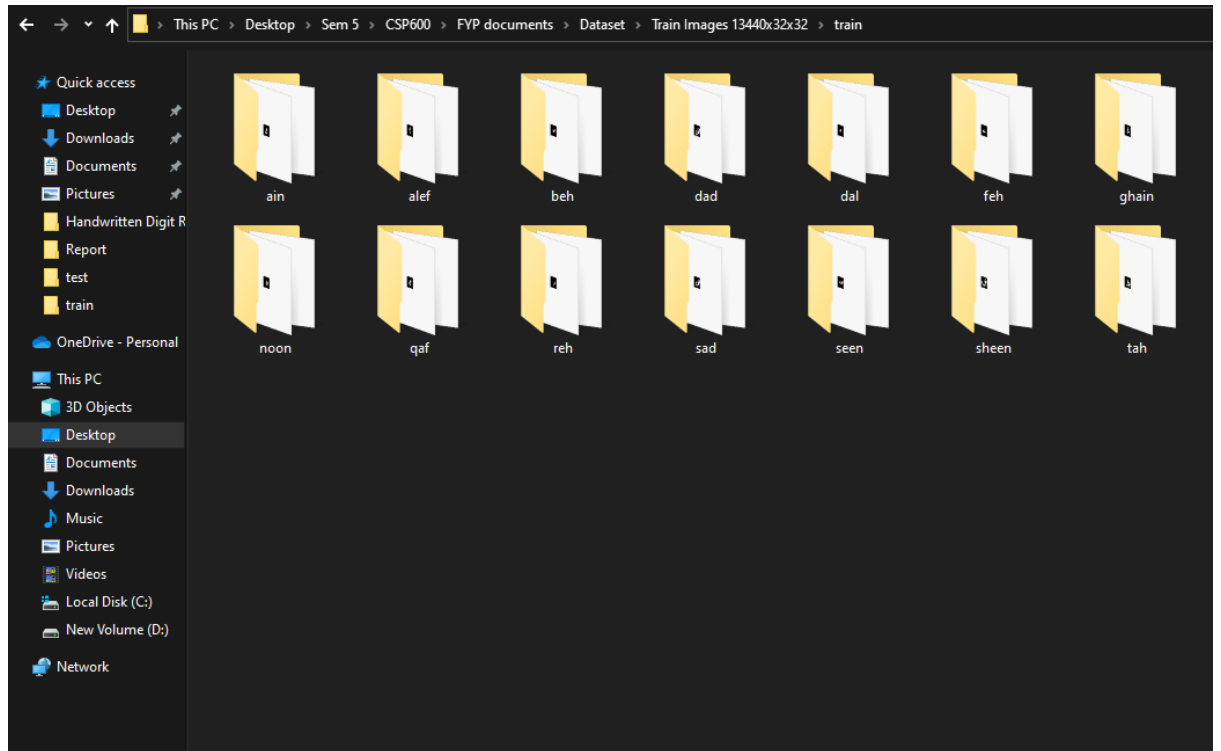 This PC > Desktop > Sem 5 > CSP600 > FYP documents > Dataset > Train Images 13440x32x32 > train
Quick access
Desktop
Downloads
Documents
Pictures
Handwritten Digit R
Report
test
train
OneDrive - Personal
This PC
3D Objects
Desktop
Documents
Downloads
Music
Pictures
Videos
Local Disk (C:)
New Volume (D:)
Network
ain alef beh dad dal feh ghain
noon qaf reh sad seen sheen tah